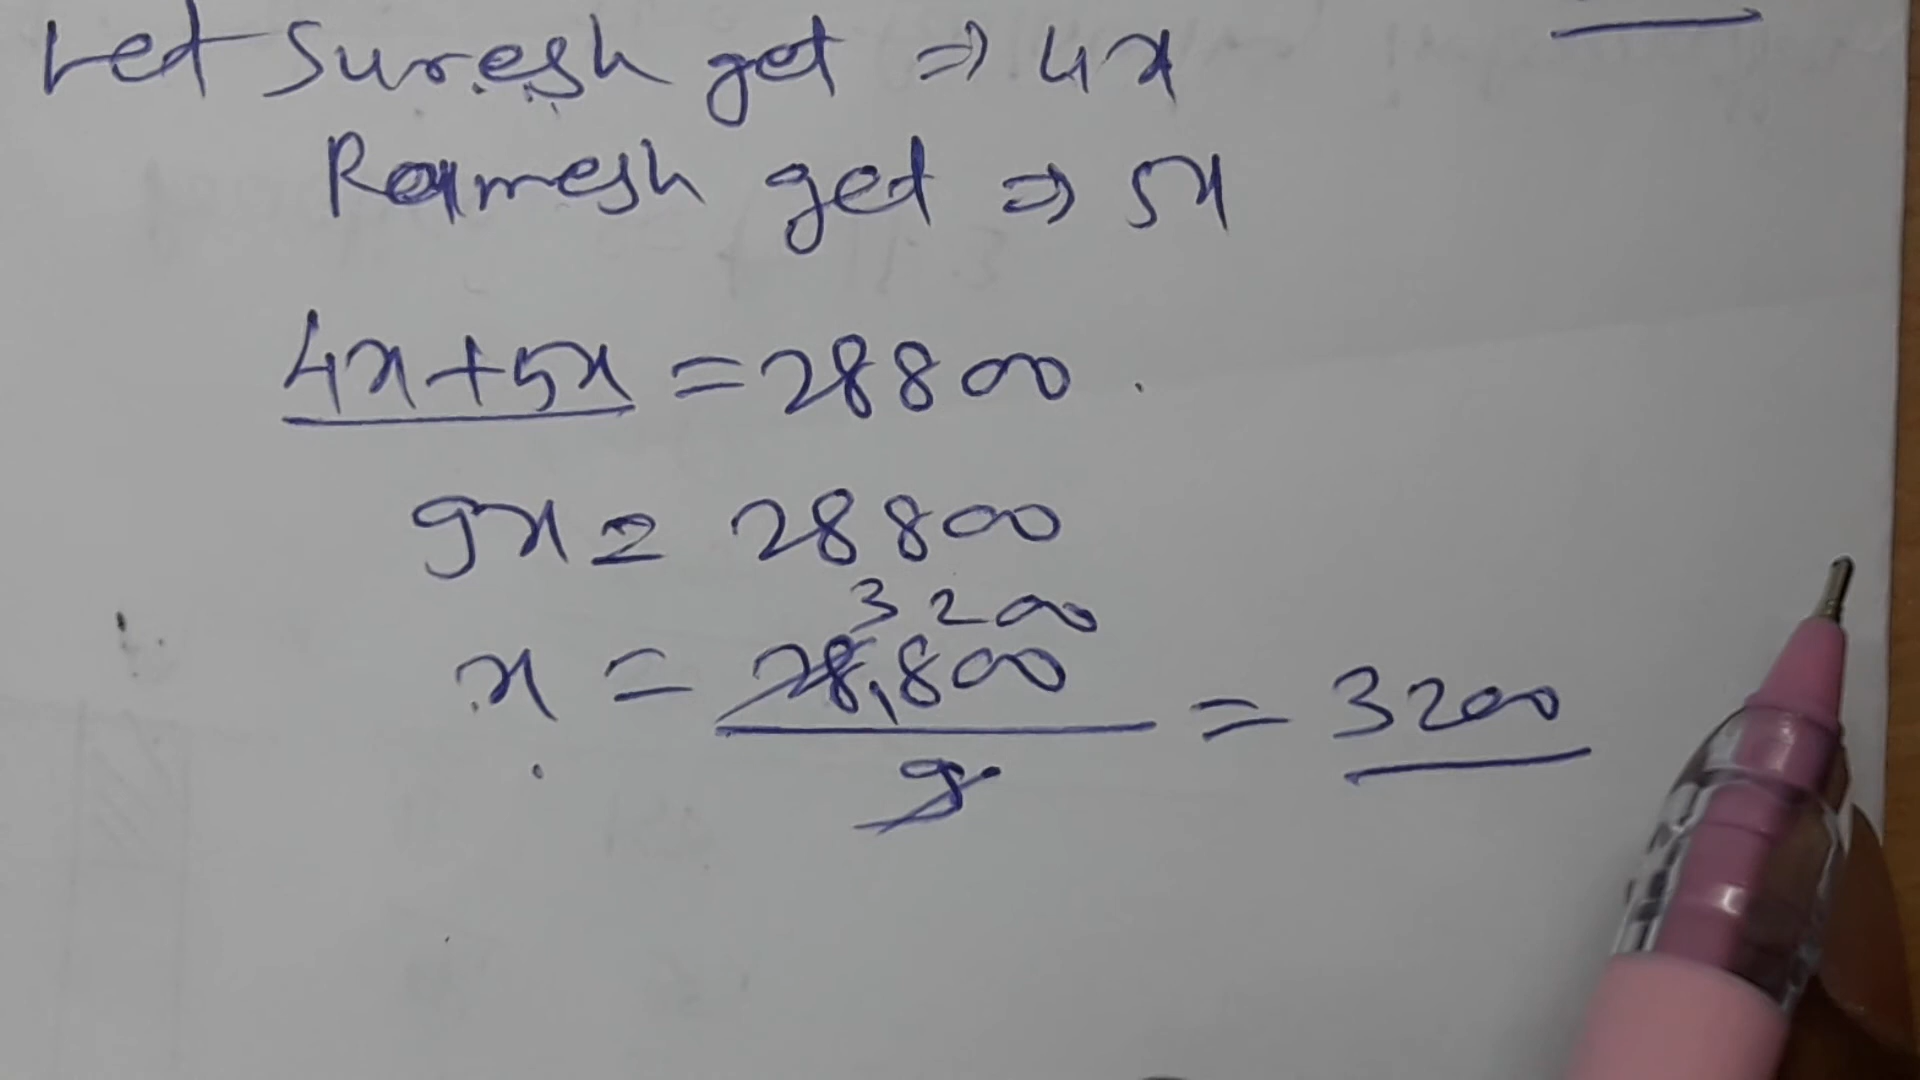 Let Suresh get ⇒ 4x
Ramesh get ⇒ 5x
4x+5x = 28800
9x = 28800
3200
x = 28,800/9 = 3200